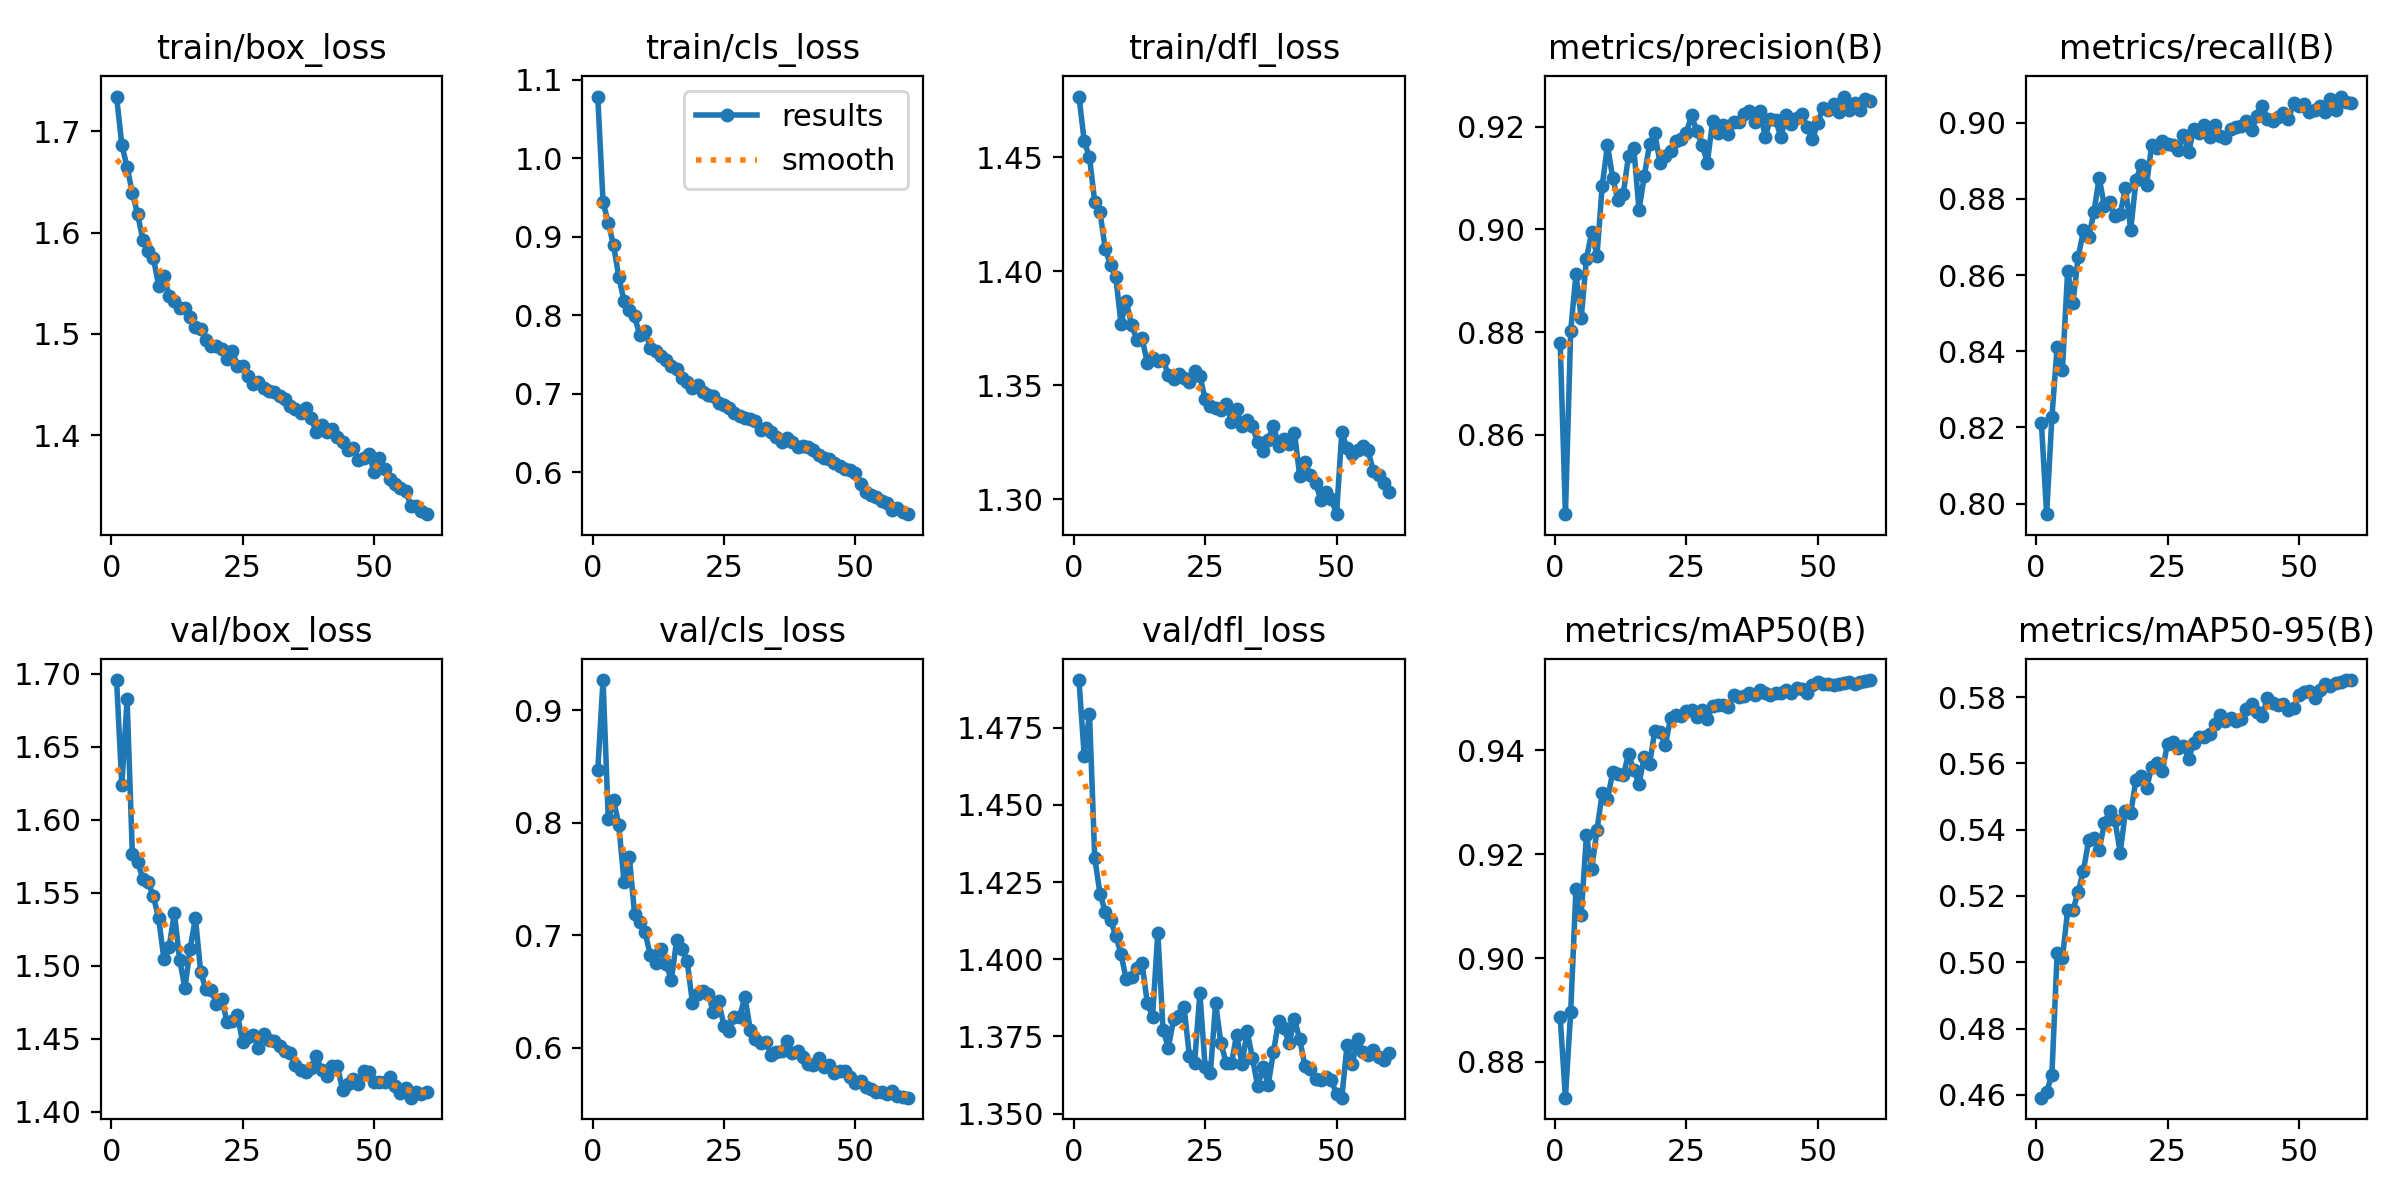 train/box_loss
1.7
1.6
1.5
1.4
0 25 50
train/cls_loss
1.1
1.0
0.9
0.8
0.7
0.6
results
smooth
0 25 50
train/dfl_loss
1.45
1.40
1.35
1.30
0 25 50
metrics/precision(B)
0.92
0.90
0.88
0.86
0 25 50
metrics/recall(B)
0.90
0.88
0.86
0.84
0.82
0.80
0 25 50
val/box_loss
1.70
1.65
1.60
1.55
1.50
1.45
1.40
0 25 50
val/cls_loss
0.9
0.8
0.7
0.6
0 25 50
val/dfl_loss
1.475
1.450
1.425
1.400
1.375
1.350
0 25 50
metrics/mAP50(B)
0.94
0.92
0.90
0.88
0 25 50
metrics/mAP50-95(B)
0.58
0.56
0.54
0.52
0.50
0.48
0.46
0 25 50